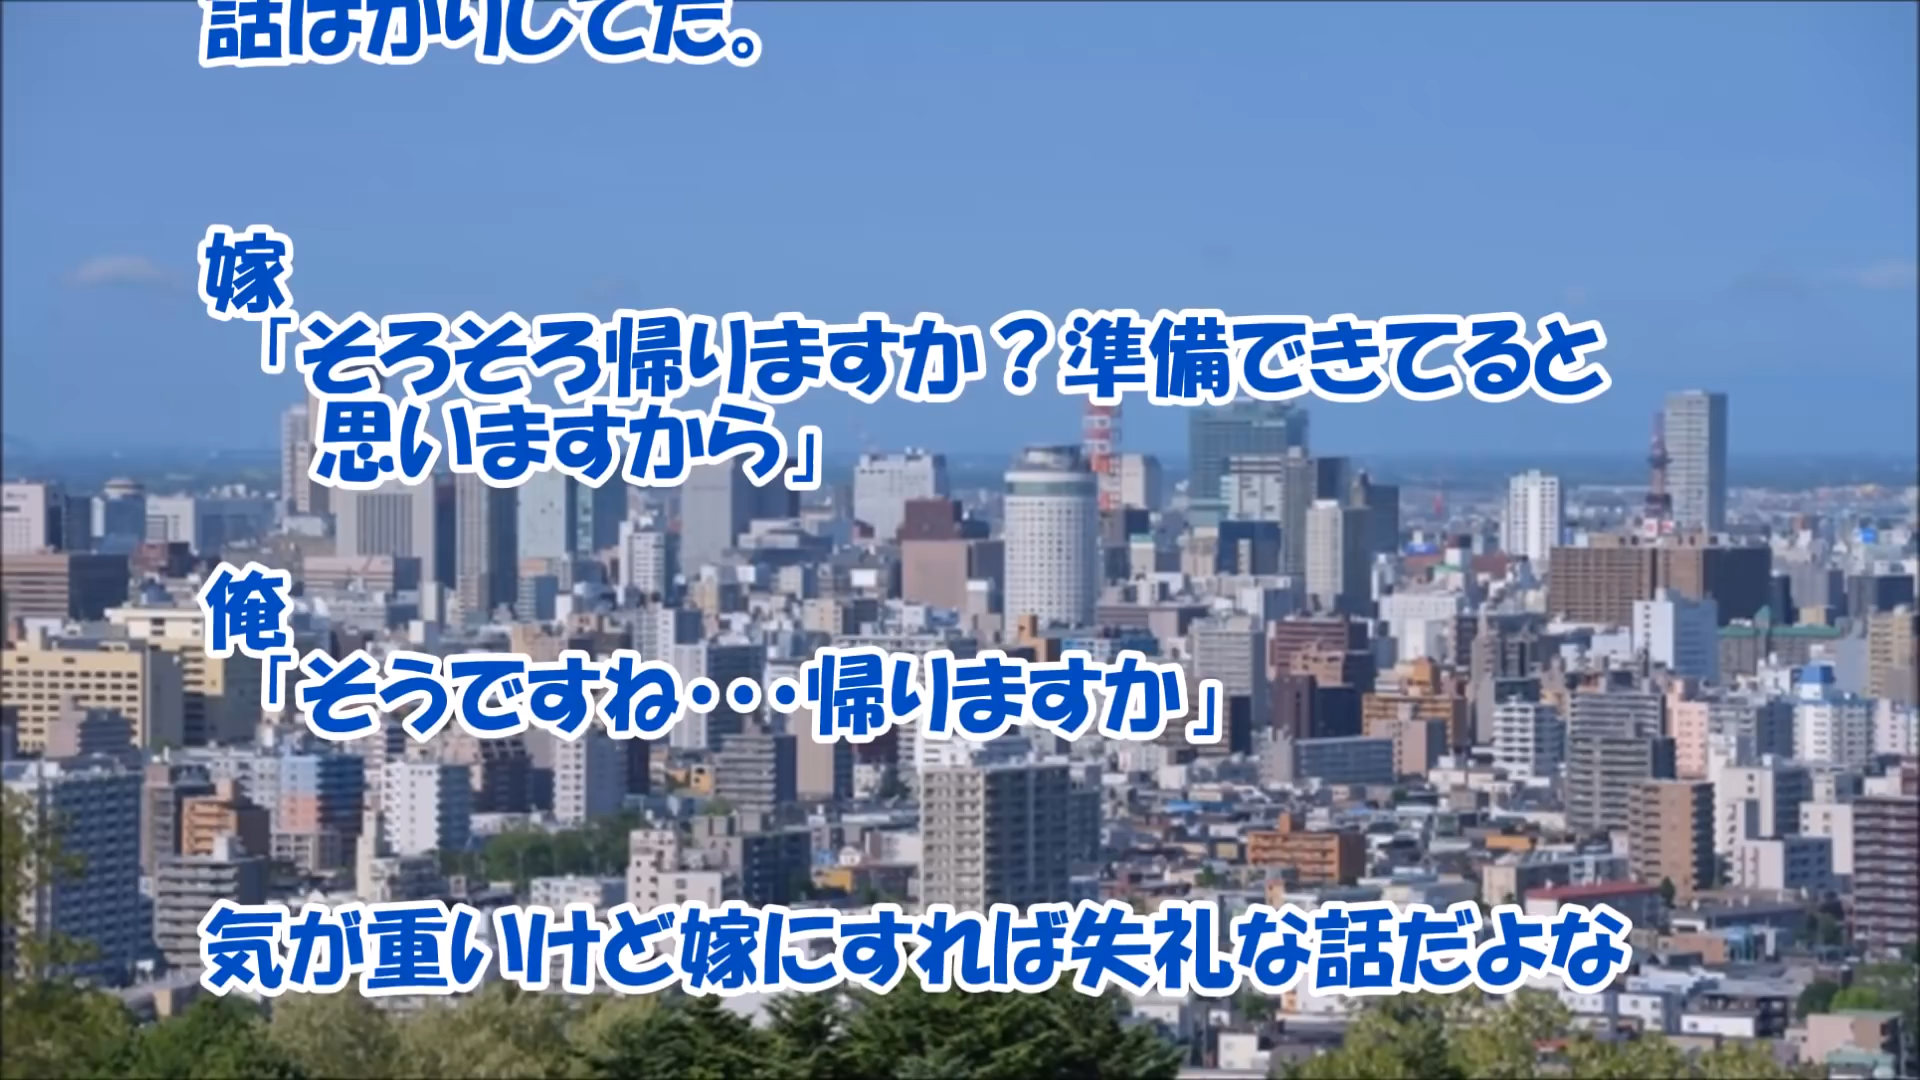 話ばかりしてた。
嫁
「そろそろ帰りますか？準備できてると
思いますから」
俺
「そうですね･･･帰りますか」
気が重いけど嫁にすれば失礼な話だよな